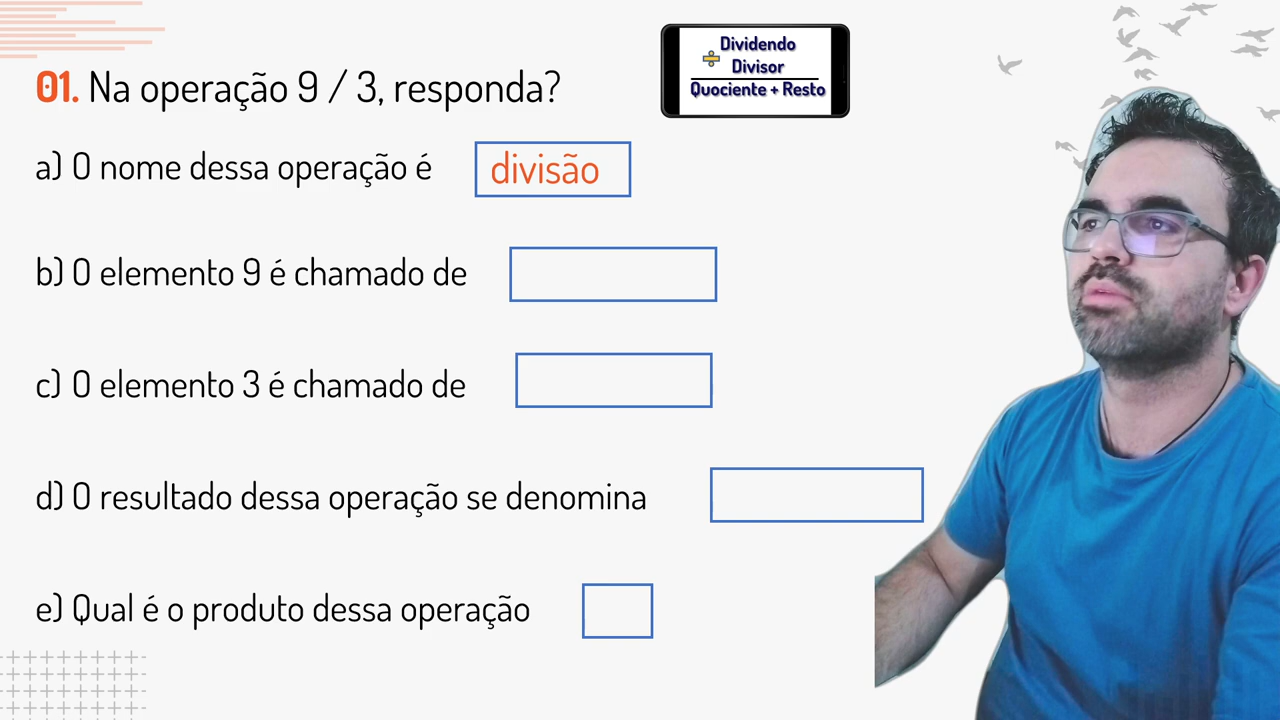 Dividendo
÷ Divisor
Quociente + Resto
01. Na operação 9 / 3, responda?
a) O nome dessa operação é divisão
b) O elemento 9 é chamado de
c) O elemento 3 é chamado de
d) O resultado dessa operação se denomina
e) Qual é o produto dessa operação